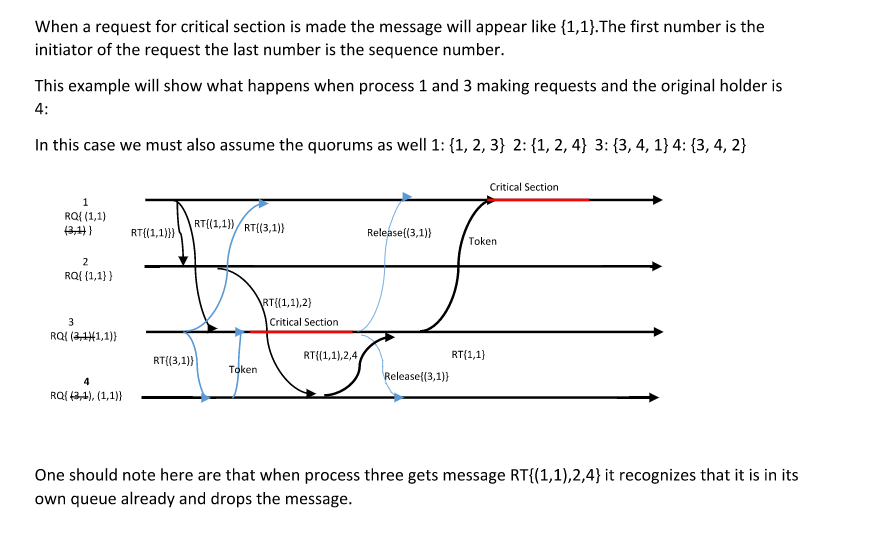 When a request for critical section is made the message will appear like {1,1}.The first number is the
initiator of the request the last number is the sequence number.
This example will show what happens when process 1 and 3 making requests and the original holder is
4:
In this case we must also assume the quorums as well 1: {1, 2, 3} 2: {1, 2, 4} 3: {3, 4, 1} 4: {3, 4, 2}
Critical Section
1
RQ{ (1,1)
(3,1) }
RT{(1,1)}}
RT{(1,1)}
RT{(3,1)}
Release{(3,1)}
Token
2
RQ{ (1,1) }
RT{(1,1),2}
Critical Section
3
RQ{ (3,1)(1,1)}
RT{(3,1)}
Token
RT{(1,1),2,4
RT{1,1}
Release{(3,1)}
4
RQ{ (3,1), (1,1)}
One should note here are that when process three gets message RT{(1,1),2,4} it recognizes that it is in its
own queue already and drops the message.